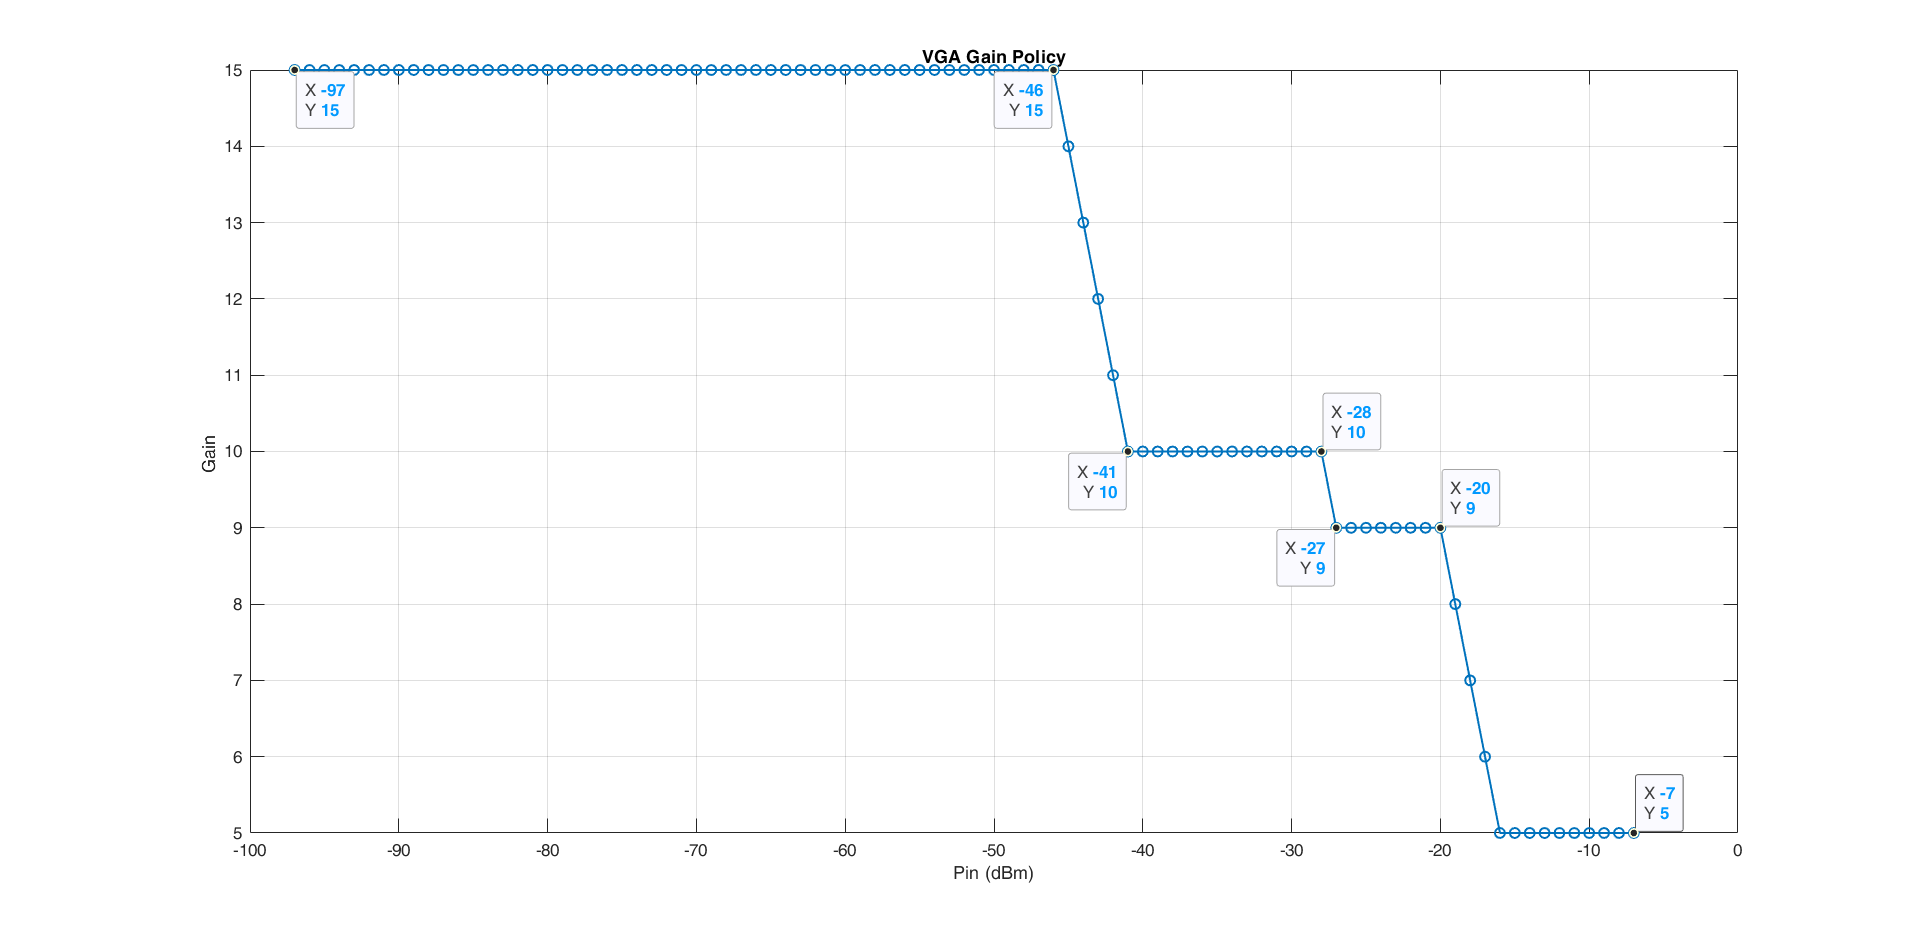 VGA Gain Policy
15
X -97
Y 15
X -46
Y 15
14
13
12
11
X -28
Y 10
10
Gain
X -41
Y 10
X -20
Y 9
9
X -27
Y 9
8
7
6
X -7
Y 5
5
-100 -90 -80 -70 -60 -50 -40 -30 -20 -10 0
Pin (dBm)